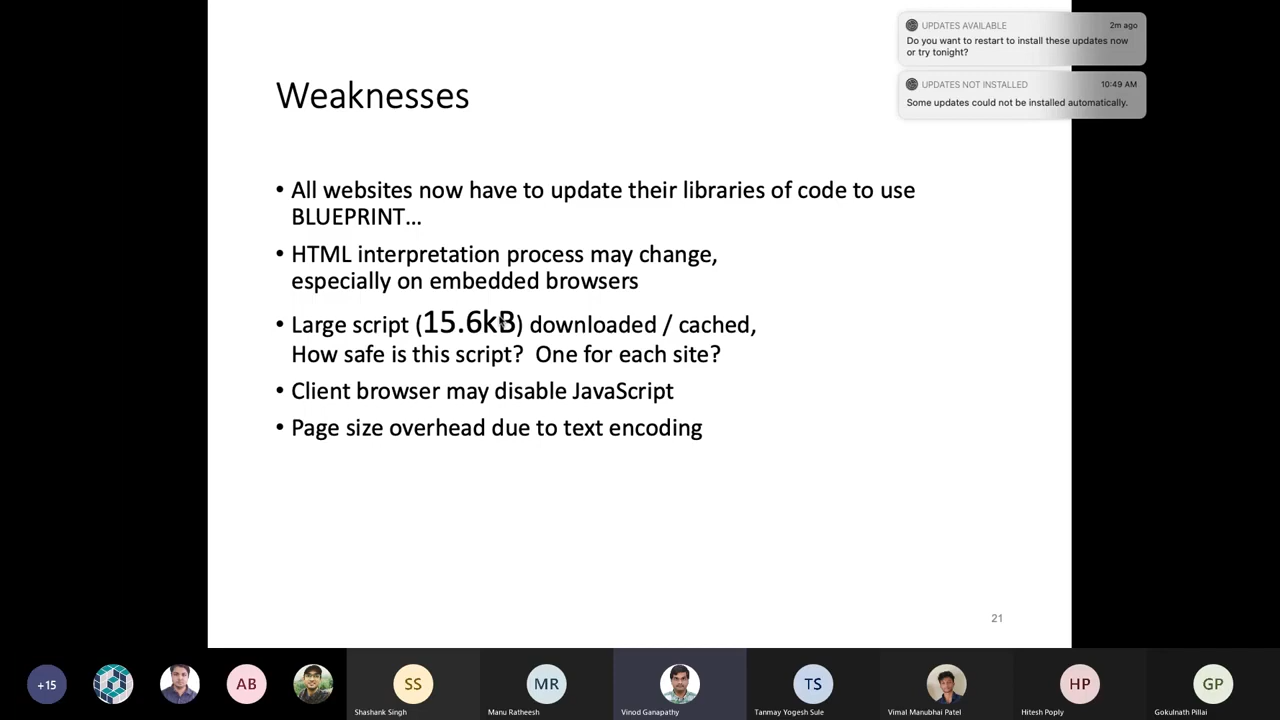 UPDATES AVAILABLE 2m ago
Do you want to restart to install these updates now
or try tonight?
UPDATES NOT INSTALLED 10:49 AM
Some updates could not be installed automatically.
Weaknesses
• All websites now have to update their libraries of code to use
BLUEPRINT…
• HTML interpretation process may change,
especially on embedded browsers
• Large script (15.6kB) downloaded / cached,
How safe is this script? One for each site?
• Client browser may disable JavaScript
• Page size overhead due to text encoding
21
+15
AB
SS
MR
TS
HP
GP
Shashank Singh
Manu Ratheesh
Vinod Ganapathy
Tanmay Yogesh Sule
Vimal Manubhai Patel
Hitesh Poply
Gokulnath Pillai